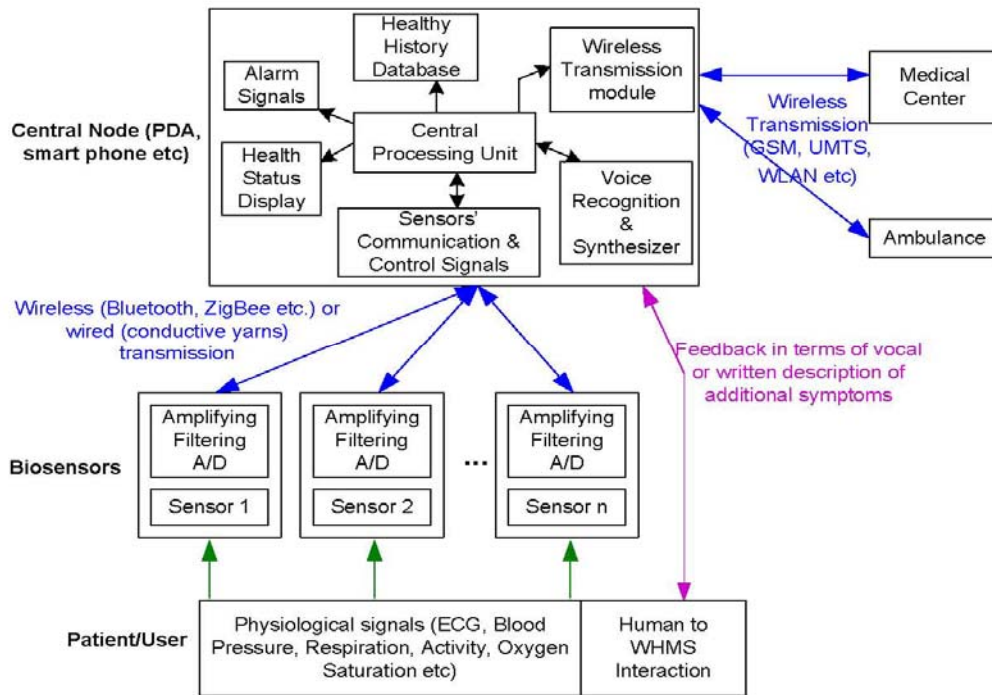 Healthy
History
Database
Wireless
Transmission
module
Alarm
Signals
Medical
Center
Central Node (PDA,
smart phone etc)
Central
Processing Unit
Wireless
Transmission
(GSM, UMTS,
WLAN etc)
Health
Status
Display
Voice
Recognition
&
Synthesizer
Sensors'
Communication &
Control Signals
Ambulance
Wireless (Bluetooth, ZigBee etc.) or
wired (conductive yarns)
transmission
Feedback in terms of vocal
or written description of
additional symptoms
Biosensors
Amplifying
Filtering
A/D
Sensor 1
Amplifying
Filtering
A/D
Sensor 2
...
Amplifying
Filtering
A/D
Sensor n
Patient/User
Physiological signals (ECG, Blood
Pressure, Respiration, Activity, Oxygen
Saturation etc)
Human to
WHMS
Interaction